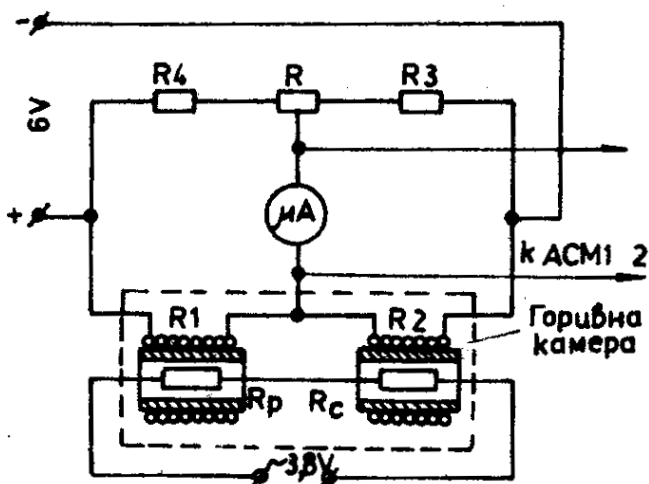 -
R4
R
R3
6V
+
µA
k ACM1 2
R1
R2
Горивна
камера
Rp
Rc
~3,8V